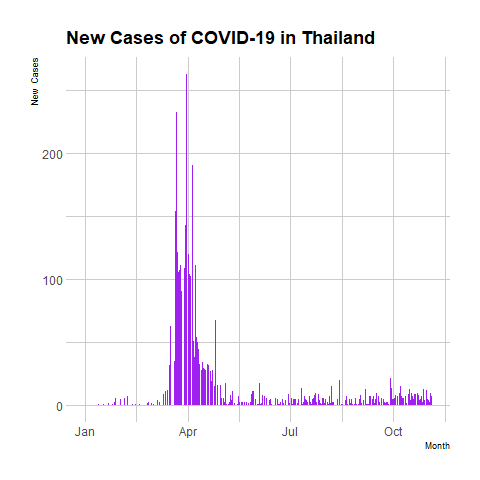 New Cases of COVID-19 in Thailand
New Cases
200
100
0
Jan
Apr
Jul
Oct
Month